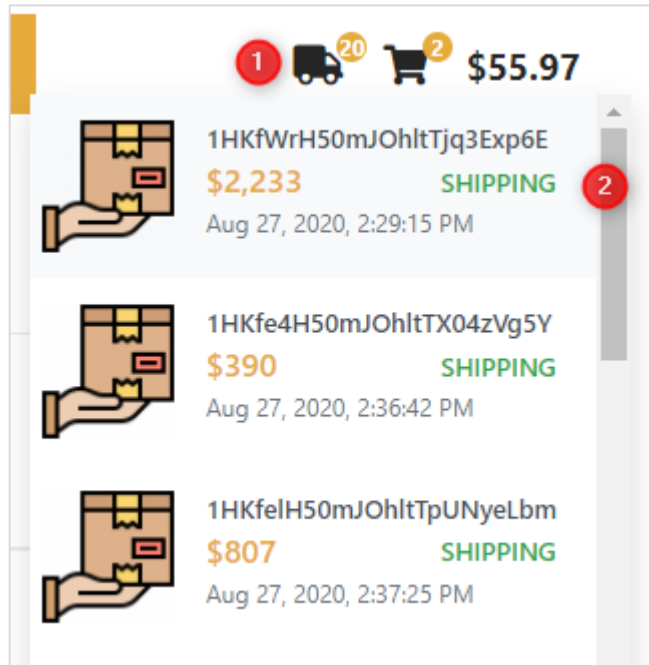 1 20 2 $55.97
1HKfWrH50mJOhltTjq3Exp6E
$2,233 SHIPPING 2
Aug 27, 2020, 2:29:15 PM
1HKfe4H50mJOhltTX04zVg5Y
$390 SHIPPING
Aug 27, 2020, 2:36:42 PM
1HKfelH50mJOhltTpUNyeLbm
$807 SHIPPING
Aug 27, 2020, 2:37:25 PM